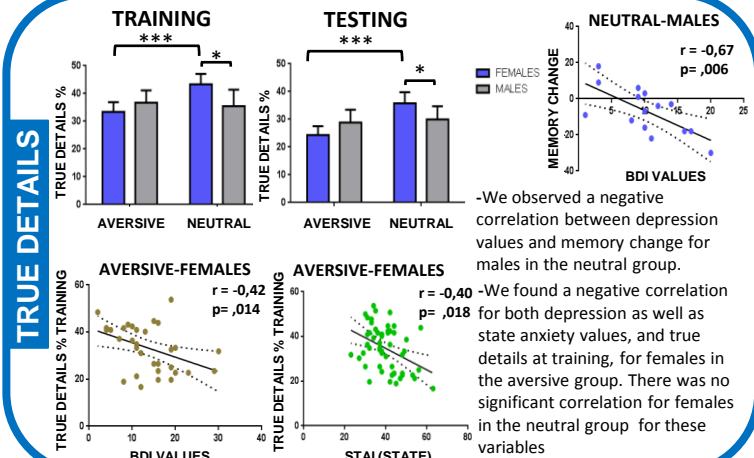 TRUE DETAILS
TRAINING
***
*
TRUE DETAILS %
50
40
30
20
10
0
AVERSIVE
NEUTRAL
TESTING
***
*
TRUE DETAILS %
50
40
30
20
10
0
AVERSIVE
NEUTRAL
FEMALES
MALES
NEUTRAL-MALES
r = -0,67
p= ,006
MEMORY CHANGE
40
20
0
20
40
5
10
15
20
25
BDI VALUES
-We observed a negative
correlation between depression
values and memory change for
males in the neutral group.
AVERSIVE-FEMALES
r = -0,42
p= ,014
TRUE DETAILS % TRAINING
60
40
20
0
0
10
20
30
40
BDI VALUES
AVERSIVE-FEMALES
r = -0,40
p= ,018
TRUE DETAILS % TRAINING
60
40
20
0
0
20
40
60
80
STAI (STATE)
-We found a negative correlation
for both depression as well as
state anxiety values, and true
details at training, for females in
the aversive group. There was no
significant correlation for females
in the neutral group for these
variables